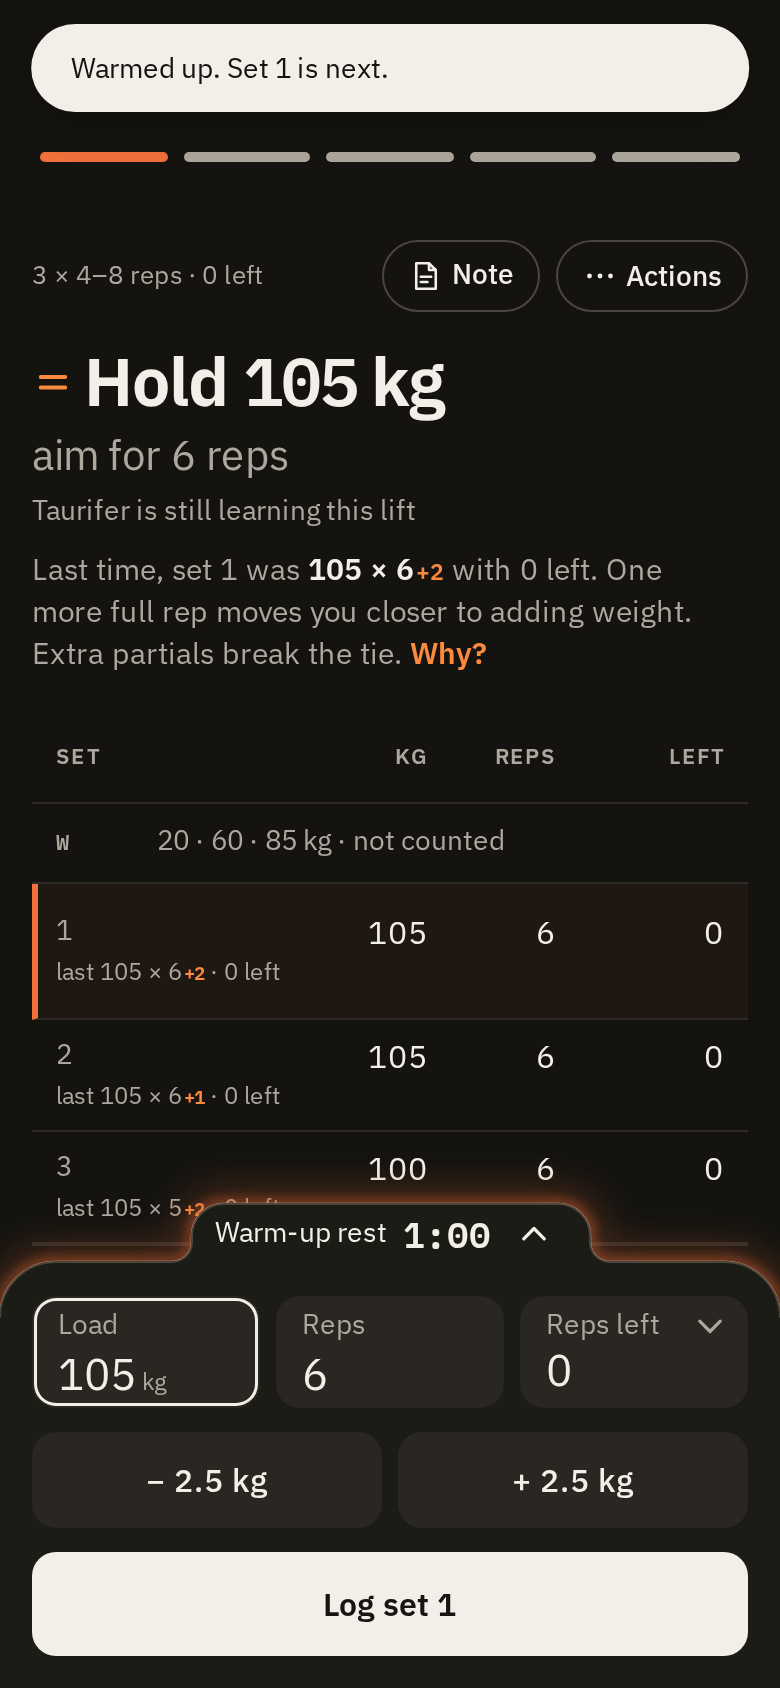 Warmed up. Set 1 is next.
3 × 4–8 reps · 0 left
Note
Actions
= Hold 105 kg
aim for 6 reps
Taurifer is still learning this lift
Last time, set 1 was 105 × 6 +2 with 0 left. One
more full rep moves you closer to adding weight.
Extra partials break the tie. Why?
SET KG REPS LEFT
W 20 · 60 · 85 kg · not counted
1 105 6 0
last 105 × 6 +2 · 0 left
2 105 6 0
last 105 × 6 +1 · 0 left
3 100 6 0
last 105 × 5 +2
Warm-up rest 1:00
Load Reps Reps left
105 kg 6 0
− 2.5 kg + 2.5 kg
Log set 1